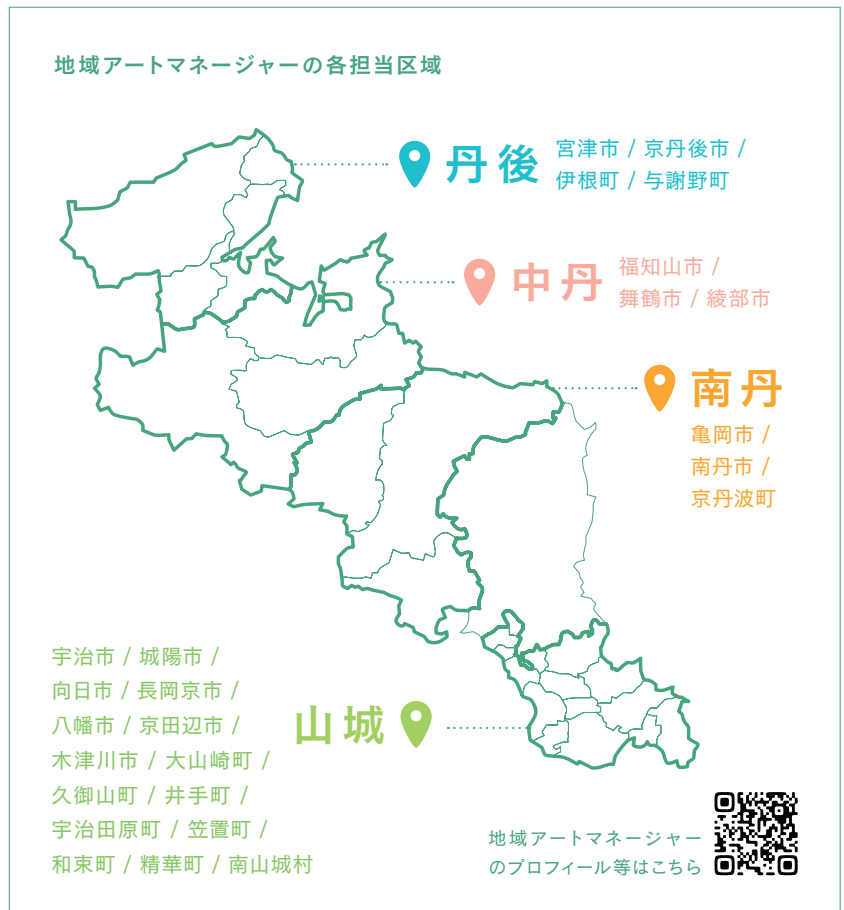 地域アートマネージャーの各担当区域
丹後
宮津市 / 京丹後市 /
伊根町 / 与謝野町
中丹
福知山市 /
舞鶴市 / 綾部市
南丹
亀岡市 /
南丹市 /
京丹波町
山城
宇治市 / 城陽市 /
向日市 / 長岡京市 /
八幡市 / 京田辺市 /
木津川市 / 大山崎町 /
久御山町 / 井手町 /
宇治田原町 / 笠置町 /
和束町 / 精華町 / 南山城村
地域アートマネージャー
のプロフィール等はこちら